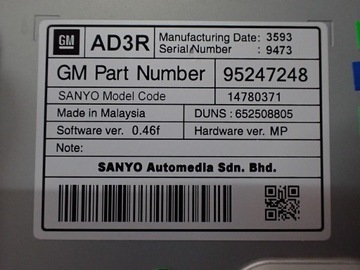 GM AD3R Manufacturing Date: 3593
Serial Number : 9473
GM Part Number 95247248
SANYO Model Code 14780371
Made in Malaysia DUNS : 652508805
Software ver. 0.46f Hardware ver. MP
Note:
SANYO Automedia Sdn. Bhd.